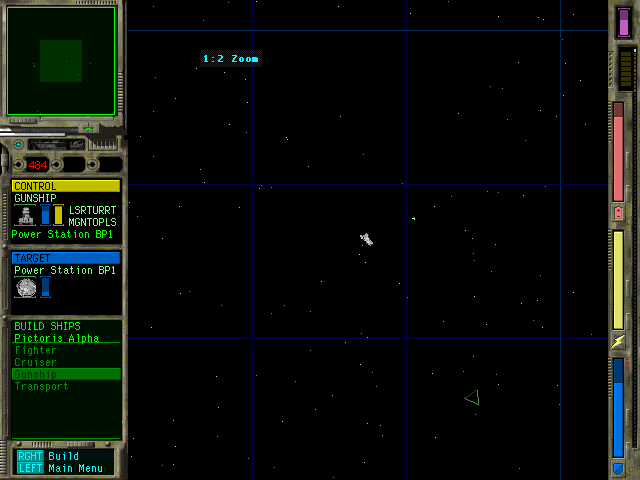 1:2 Zoom
484
CONTROL
GUNSHIP
LSRTURRT
MGNTOPLS
Power Station BP1
TARGET
Power Station BP1
BUILD SHIPS
Pictoris Alpha
Fighter
Cruiser
Gunship
Transport
RGHT Build
LEFT Main Menu